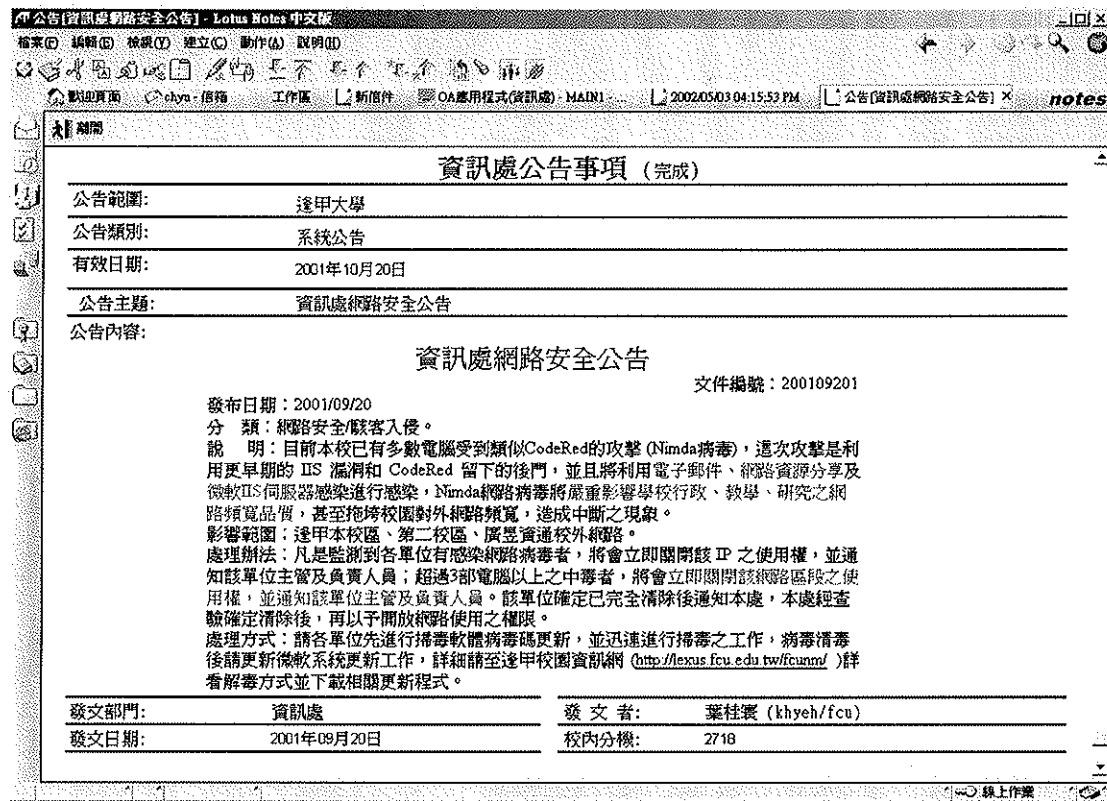 公告[資訊處網路安全公告] - Lotus Notes 中文版
檔案(F) 編輯(E) 檢視(V) 建立(C) 動作(A) 說明(H)
歡迎頁面 chyu - 信箱 工作區 新信件 OA應用程式(資訊處) - MAIN1 - ... 2002/05/03 04:15:53 PM 公告[資訊處網路安全公告] × notes
離開
資訊處公告事項 (完成)
公告範圍: 逢甲大學
公告類別: 系統公告
有效日期: 2001年10月20日
公告主題: 資訊處網路安全公告
公告內容:
資訊處網路安全公告
文件編號:200109201
發布日期:2001/09/20
分 類:網路安全/駭客入侵。
說 明:目前本校已有多數電腦受到類似CodeRed的攻擊 (Nimda病毒),這次攻擊是利
用更早期的 IIS 漏洞和 CodeRed 留下的後門,並且將利用電子郵件、網路資源分享及
微軟IIS伺服器感染進行感染,Nimda網路病毒將嚴重影響學校行政、教學、研究之網
路頻寬品質,甚至拖垮校園對外網路頻寬,造成中斷之現象。
影響範圍:逢甲本校區、第二校區、廣昱資通校外網路。
處理辦法:凡是監測到各單位有感染網路病毒者,將會立即關閉該 IP 之使用權,並通
知該單位主管及負責人員;超過3部電腦以上之中毒者,將會立即關閉該網路區段之使
用權,並通知該單位主管及負責人員。該單位確定已完全清除後通知本處,本處經查
驗確定清除後,再以予開放網路使用之權限。
處理方式:請各單位先進行掃毒軟體病毒碼更新,並迅速進行掃毒之工作,病毒清毒
後請更新微軟系統更新工作,詳細請至逢甲校園資訊網 (http://lexus.fcu.edu.tw/fcunm/ )詳
看解毒方式並下載相關更新程式。
發文部門: 資訊處 發 文 者: 葉桂寰 (khyeh/fcu)
發文日期: 2001年09月20日 校內分機: 2718
線上作業